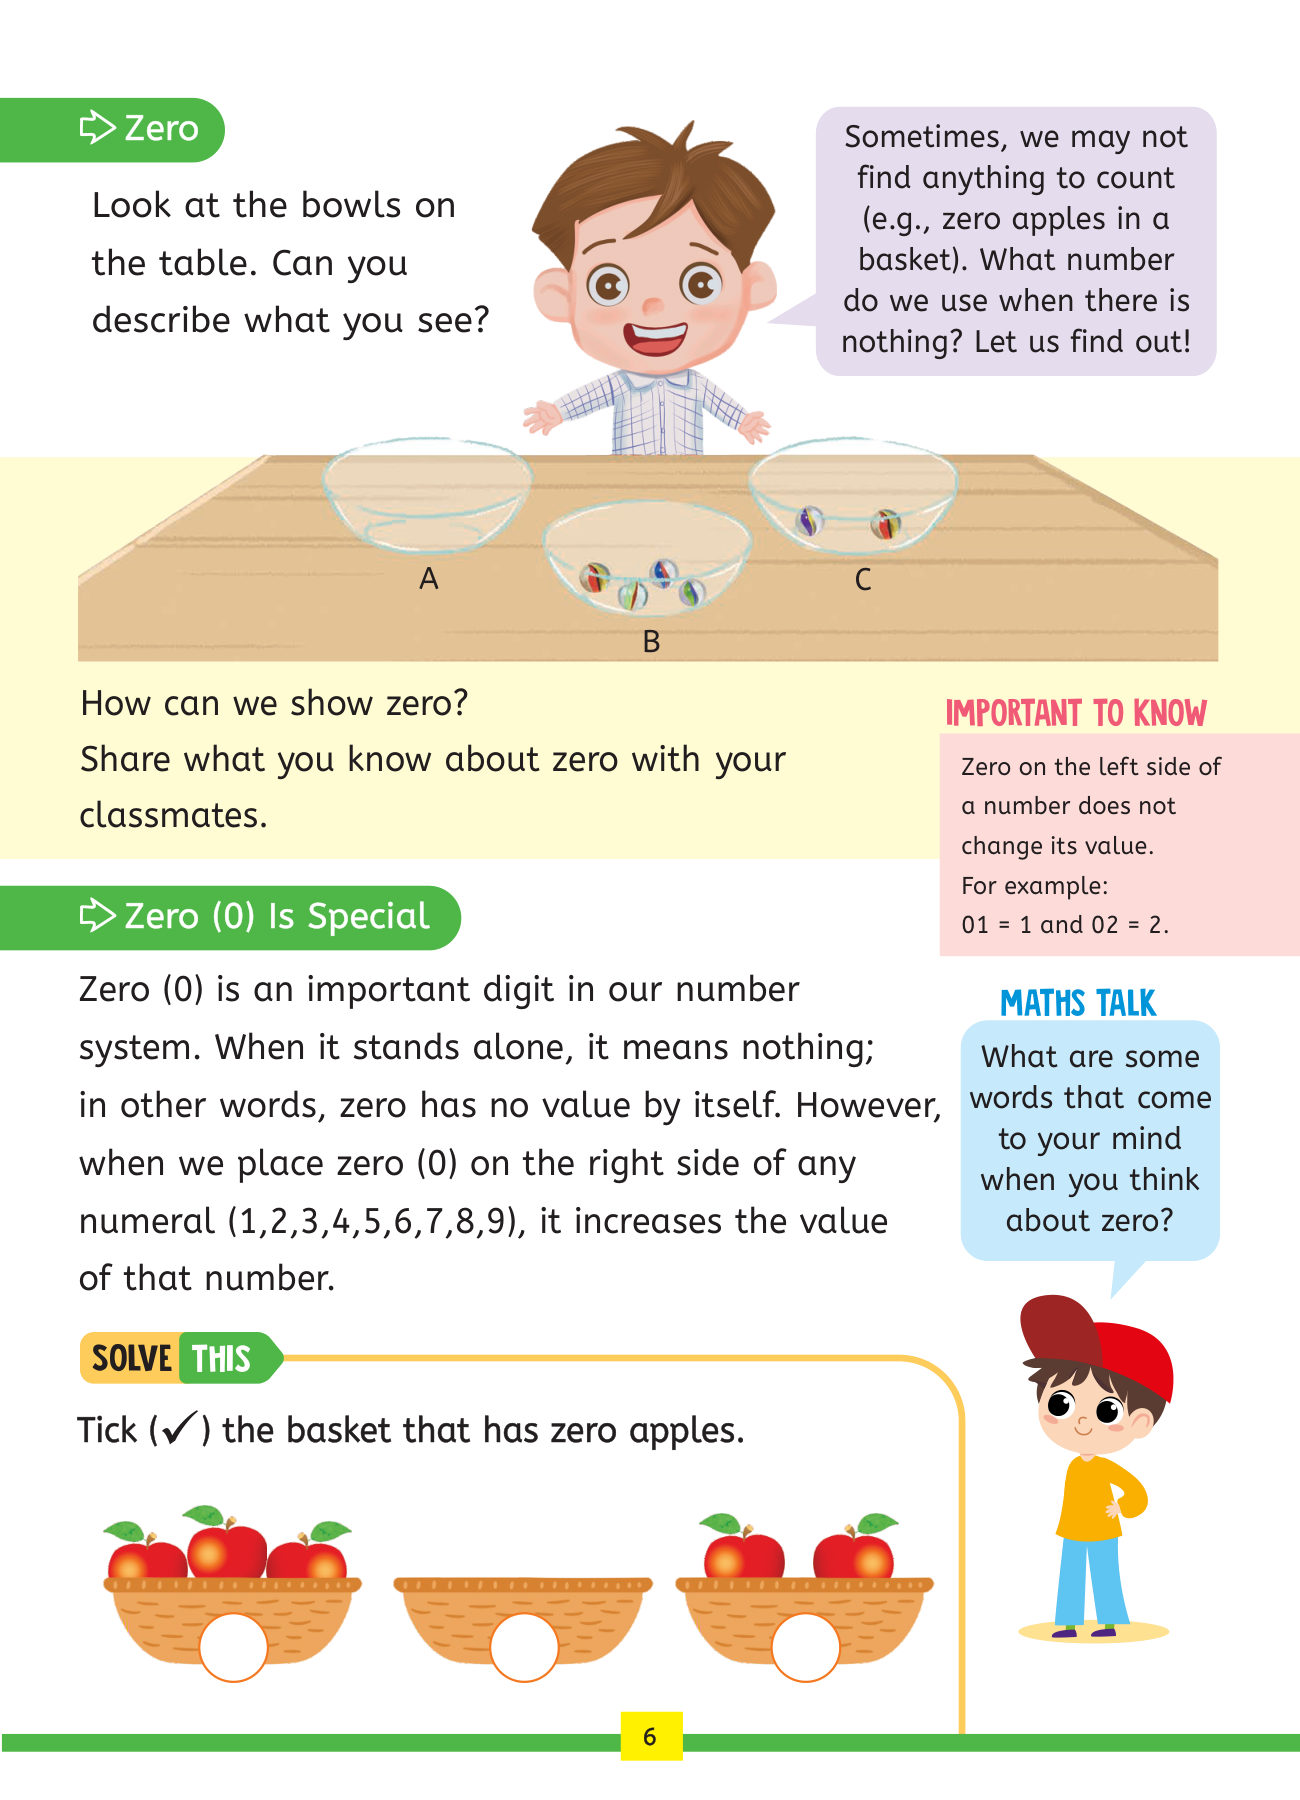 Zero
Look at the bowls on
the table. Can you
describe what you see?
Sometimes, we may not
find anything to count
(e.g., zero apples in a
basket). What number
do we use when there is
nothing? Let us find out!
A
B
C
How can we show zero?
Share what you know about zero with your
classmates.
IMPORTANT TO KNOW
Zero on the left side of
a number does not
change its value.
For example:
01 = 1 and 02 = 2.
Zero (0) Is Special
Zero (0) is an important digit in our number
system. When it stands alone, it means nothing;
in other words, zero has no value by itself. However,
when we place zero (0) on the right side of any
numeral (1,2,3,4,5,6,7,8,9), it increases the value
of that number.
MATHS TALK
What are some
words that come
to your mind
when you think
about zero?
SOLVE THIS
Tick (✓) the basket that has zero apples.
6